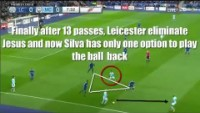 Finally after 13 passes, Leicester eliminate
Jesus and now Silva has only one option to play
the ball back